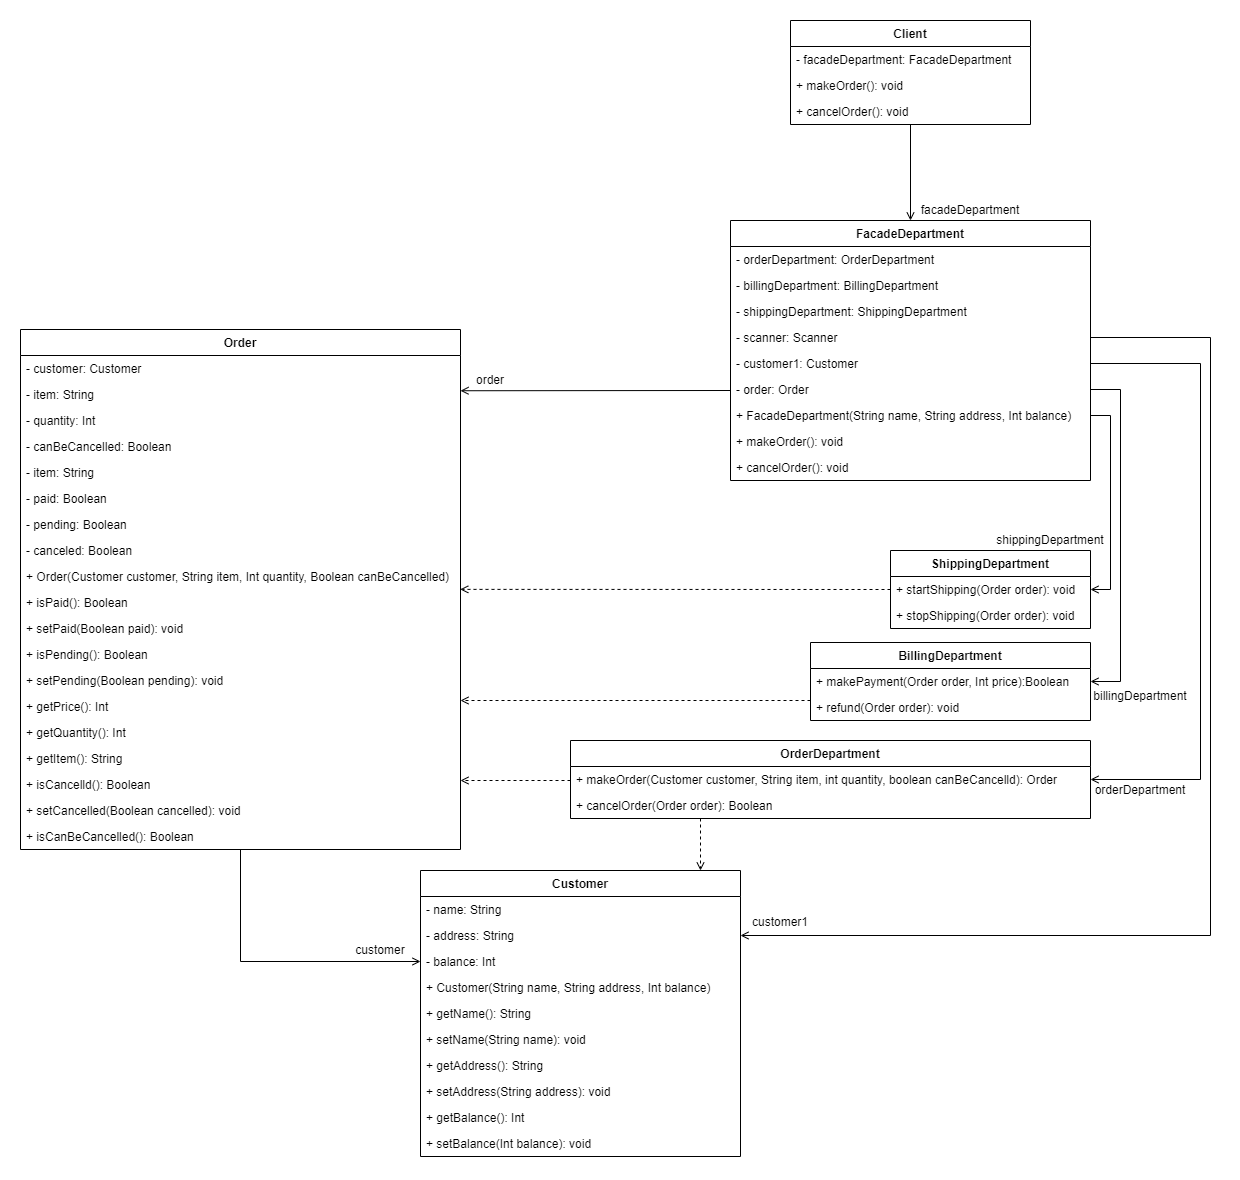 Client
- facadeDepartment: FacadeDepartment
+ makeOrder(): void
+ cancelOrder(): void
facadeDepartment
FacadeDepartment
- orderDepartment: OrderDepartment
- billingDepartment: BillingDepartment
- shippingDepartment: ShippingDepartment
- scanner: Scanner
- customer1: Customer
- order: Order
+ FacadeDepartment(String name, String address, Int balance)
+ makeOrder(): void
+ cancelOrder(): void
order
Order
- customer: Customer
- item: String
- quantity: Int
- canBeCancelled: Boolean
- item: String
- paid: Boolean
- pending: Boolean
- canceled: Boolean
+ Order(Customer customer, String item, Int quantity, Boolean canBeCancelled)
+ isPaid(): Boolean
+ setPaid(Boolean paid): void
+ isPending(): Boolean
+ setPending(Boolean pending): void
+ getPrice(): Int
+ getQuantity(): Int
+ getItem(): String
+ isCancelld(): Boolean
+ setCancelled(Boolean cancelled): void
+ isCanBeCancelled(): Boolean
shippingDepartment
ShippingDepartment
+ startShipping(Order order): void
+ stopShipping(Order order): void
BillingDepartment
+ makePayment(Order order, Int price):Boolean
+ refund(Order order): void
billingDepartment
OrderDepartment
+ makeOrder(Customer customer, String item, int quantity, boolean canBeCancelld): Order
+ cancelOrder(Order order): Boolean
orderDepartment
customer
customer1
Customer
- name: String
- address: String
- balance: Int
+ Customer(String name, String address, Int balance)
+ getName(): String
+ setName(String name): void
+ getAddress(): String
+ setAddress(String address): void
+ getBalance(): Int
+ setBalance(Int balance): void